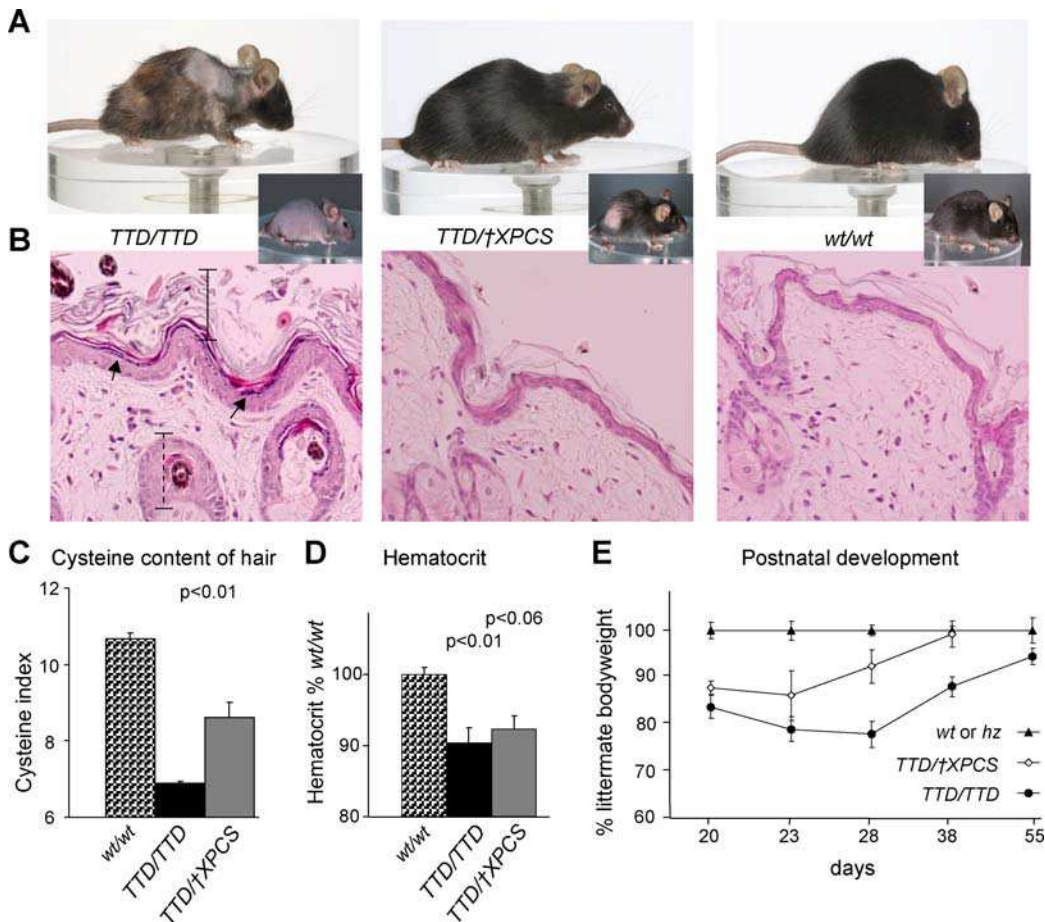 A
TTD/TTD
TTD/†XPCS
wt/wt
B
C Cysteine content of hair
Cysteine index
12
10
8
6
p<0.01
wt/wt
TTD/TTD
TTD/†XPCS
D Hematocrit
Hematocrit % wt/wt
100
90
80
p<0.06
p<0.01
wt/wt
TTD/TTD
TTD/†XPCS
E Postnatal development
% littermate bodyweight
100
90
80
70
60
wt or hz
TTD/†XPCS
TTD/TTD
20 23 28 38 55
days